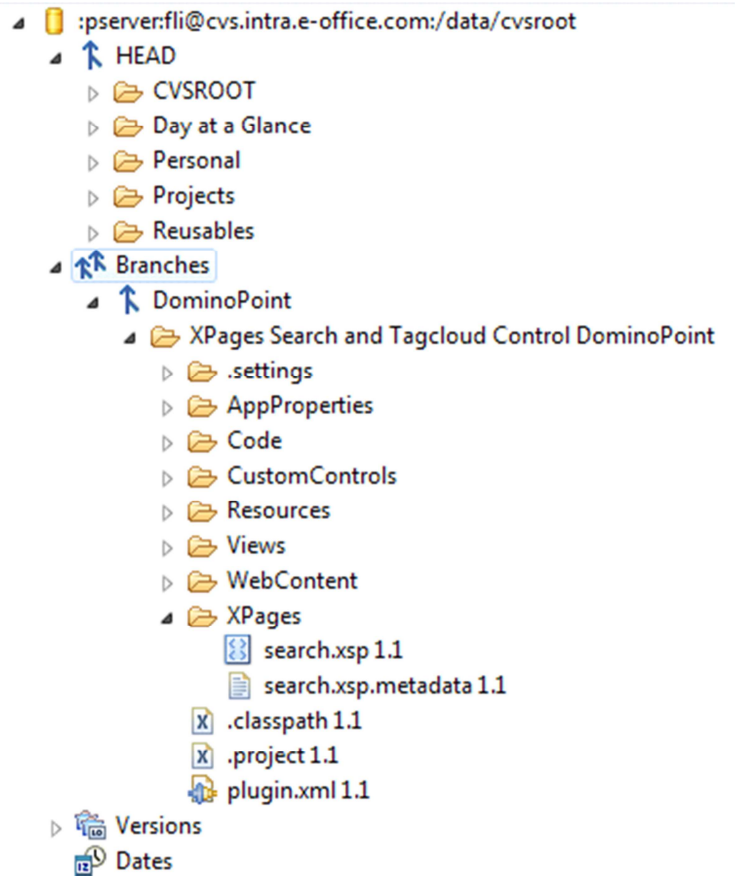 :pserver:fli@cvs.intra.e-office.com:/data/cvsroot
HEAD
CVSROOT
Day at a Glance
Personal
Projects
Reusables
Branches
DominoPoint
XPages Search and Tagcloud Control DominoPoint
.settings
AppProperties
Code
CustomControls
Resources
Views
WebContent
XPages
search.xsp 1.1
search.xsp.metadata 1.1
.classpath 1.1
.project 1.1
plugin.xml 1.1
Versions
Dates